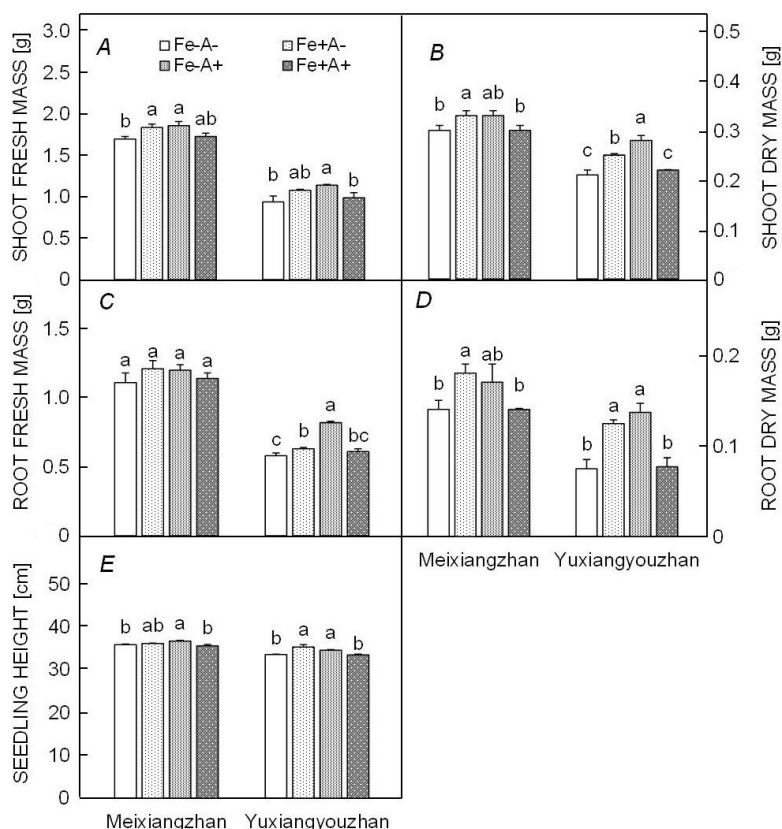 A
Fe-A- Fe+A-
Fe-A+ Fe+A+
SHOOT FRESH MASS [g]
3.0
2.5
2.0
1.5
1.0
0.5
0
b a a ab
b ab a b
B
SHOOT DRY MASS [g]
0.5
0.4
0.3
0.2
0.1
0
b a ab b
c b a c
C
ROOT FRESH MASS [g]
1.5
1.0
0.5
0
a a a a
c b a bc
D
ROOT DRY MASS [g]
0.2
0.1
0
b a ab b
b a a b
Meixiangzhan Yuxiangyouzhan
E
SEEDLING HEIGHT [cm]
50
40
30
20
10
0
b ab a b
b a a b
Meixiangzhan Yuxiangyouzhan